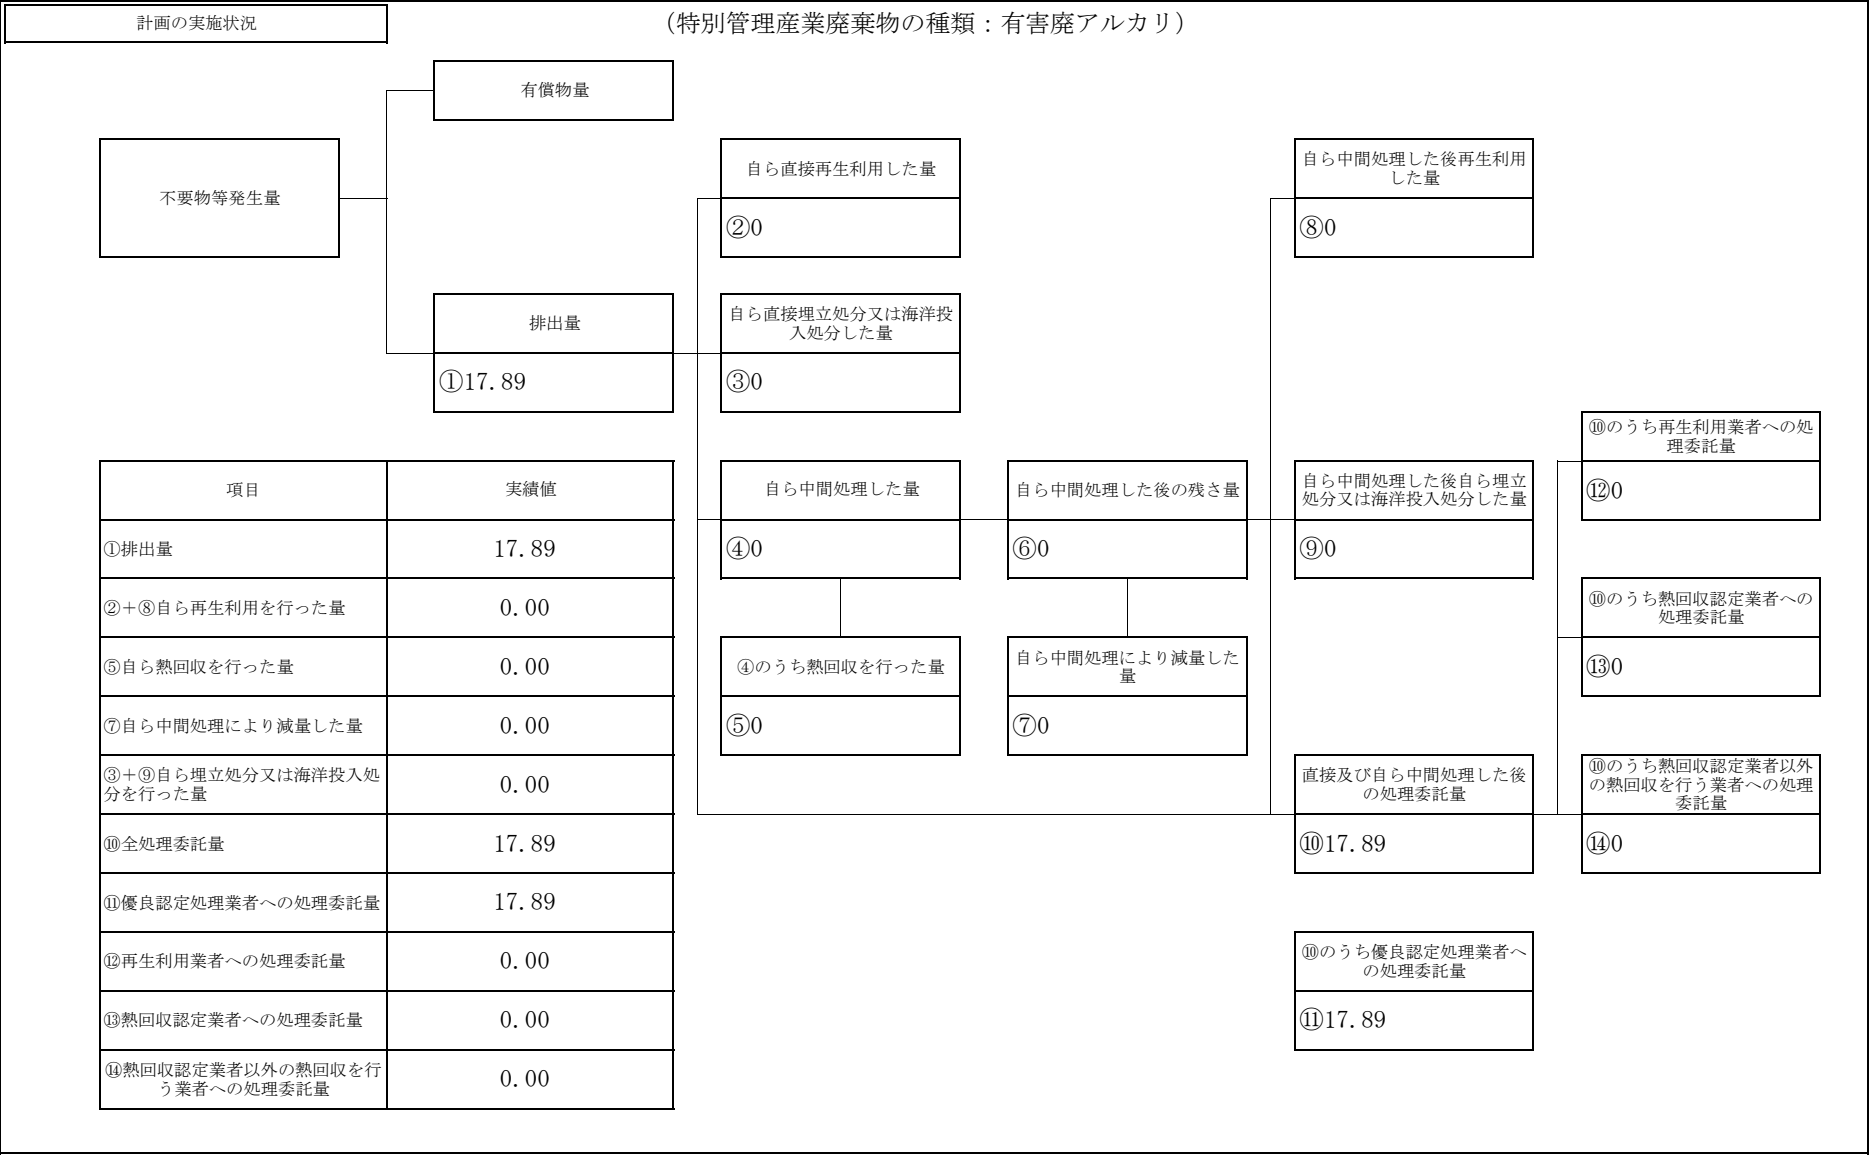 計画の実施状況
（特別管理産業廃棄物の種類：有害廃アルカリ）
有償物量
不要物等発生量
自ら直接再生利用した量
②0
自ら中間処理した後再生利用
した量
⑧0
排出量
①17.89
自ら直接埋立処分又は海洋投
入処分した量
③0
⑩のうち再生利用業者への処
理委託量
⑫0
自ら中間処理した量
④0
自ら中間処理した後の残さ量
⑥0
自ら中間処理した後自ら埋立
処分又は海洋投入処分した量
⑨0
⑩のうち熱回収認定業者への
処理委託量
⑬0
④のうち熱回収を行った量
⑤0
自ら中間処理により減量した
量
⑦0
直接及び自ら中間処理した後
の処理委託量
⑩17.89
⑩のうち熱回収認定業者以外
の熱回収を行う業者への処理
委託量
⑭0
⑩のうち優良認定処理業者へ
の処理委託量
⑪17.89
項目 実績値
①排出量 17.89
②＋⑧自ら再生利用を行った量 0.00
⑤自ら熱回収を行った量 0.00
⑦自ら中間処理により減量した量 0.00
③＋⑨自ら埋立処分又は海洋投入処
分を行った量 0.00
⑩全処理委託量 17.89
⑪優良認定処理業者への処理委託量 17.89
⑫再生利用業者への処理委託量 0.00
⑬熱回収認定業者への処理委託量 0.00
⑭熱回収認定業者以外の熱回収を行
う業者への処理委託量 0.00